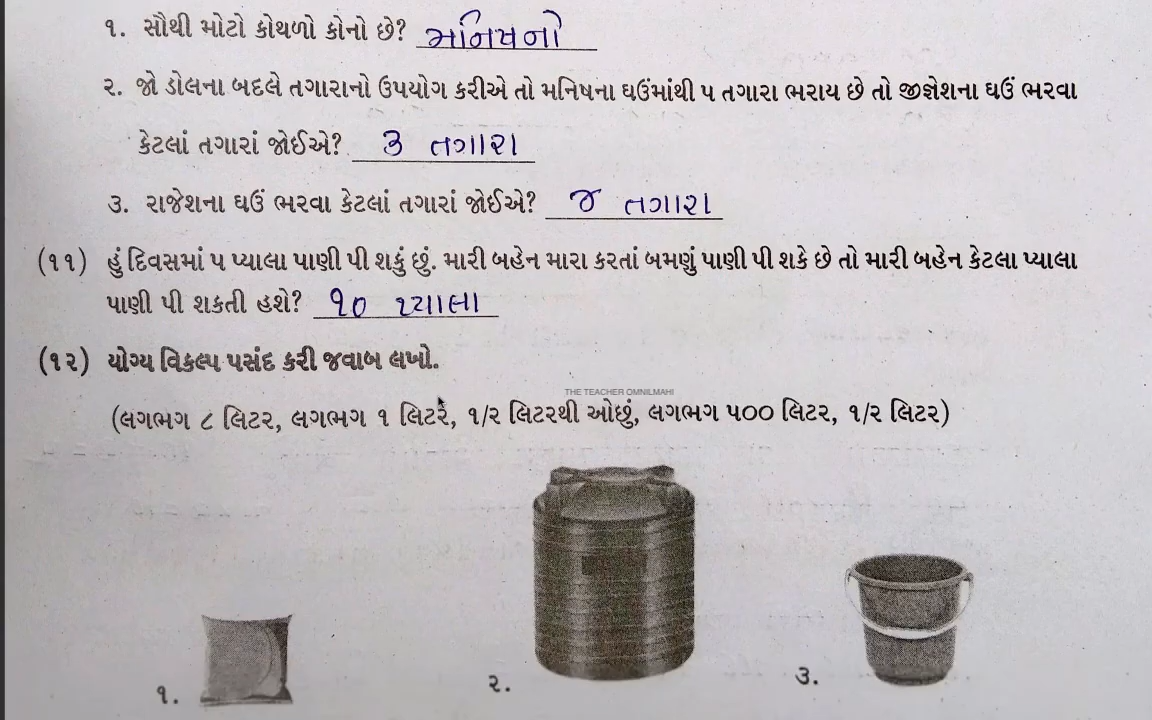 ૧. સૌથી મોટો કોથળો કોનો છે? મનિષનો
૨. જો ડોલના બદલે તગારાનો ઉપયોગ કરીએ તો મનિષના ઘઉંમાંથી ૫ તગારા ભરાય છે તો જીજ્ઞેશના ઘઉં ભરવા
કેટલાં તગારાં જોઈએ? ૩ તગારા
૩. રાજેશના ઘઉં ભરવા કેટલાં તગારાં જોઈએ? ૪ તગારા
(૧૧) હું દિવસમાં ૫ પ્યાલા પાણી પી શકું છું. મારી બહેન મારા કરતાં બમણું પાણી પી શકે છે તો મારી બહેન કેટલા પ્યાલા
પાણી પી શકતી હશે? ૧૦ પ્યાલા
(૧૨) યોગ્ય વિકલ્પ પસંદ કરી જવાબ લખો.
THE TEACHER OMNILMAHI
(લગભગ ૮ લિટર, લગભગ ૧ લિટર, ૧/૨ લિટરથી ઓછું, લગભગ ૫૦૦ લિટર, ૧/૨ લિટર)
૧. ૨. ૩.